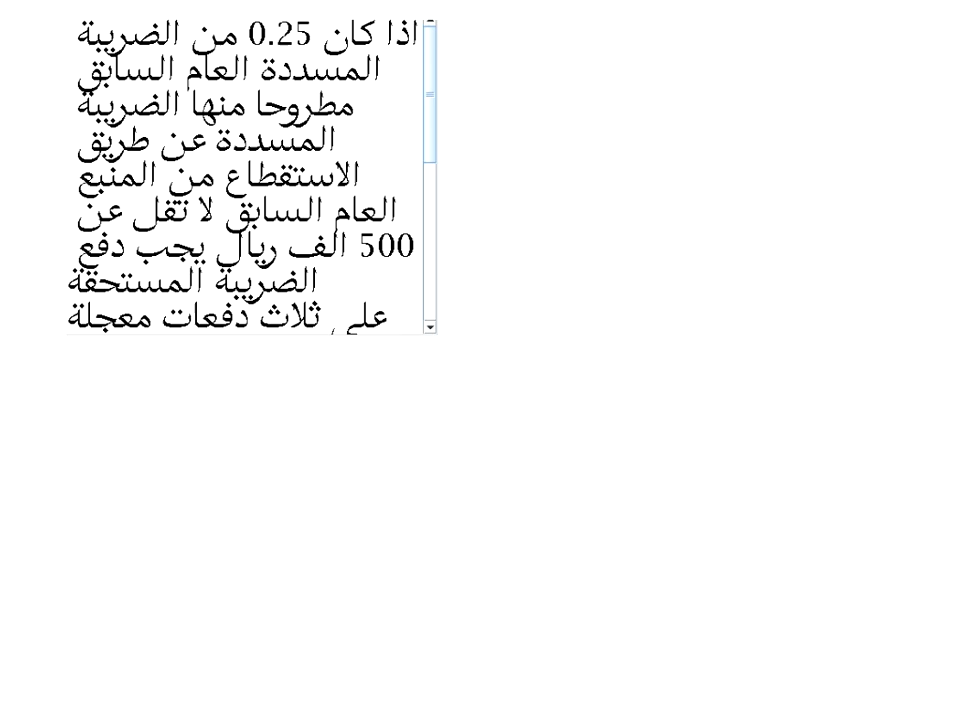 اذا كان 0.25 من الضريبة
المسددة العام السابق
مطروحا منها الضريبة
المسددة عن طريق
الاستقطاع من المنبع
العام السابق لا تقل عن
500 الف ريال يجب دفع
الضريبة المستحقة
على ثلاث دفعات معجلة